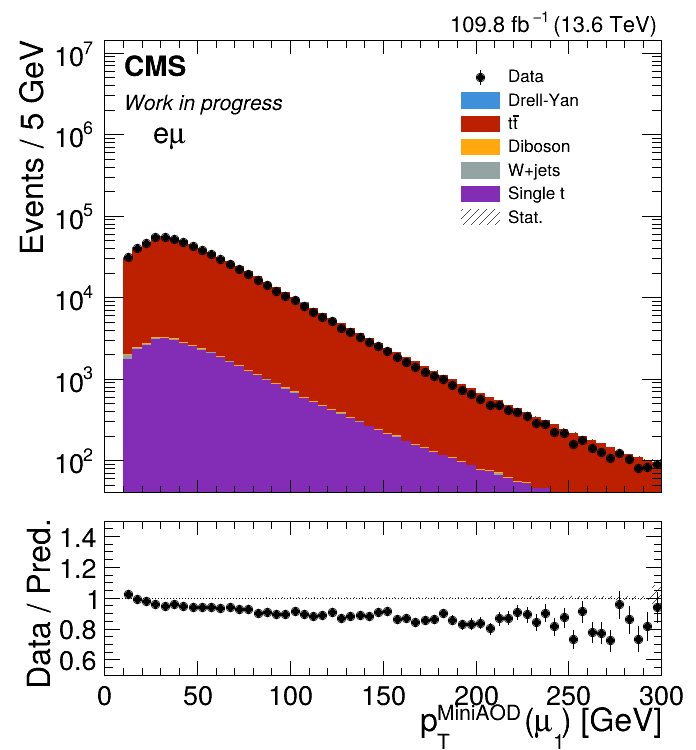 109.8 fb⁻¹ (13.6 TeV)
CMS
Work in progress
eμ
Data
Drell-Yan
tt̄
Diboson
W+jets
Single t
Stat.
Events / 5 GeV
10⁷
10⁶
10⁵
10⁴
10³
10²
Data / Pred.
1.4
1.2
1
0.8
0.6
0 50 100 150 200 250 300
p_T^MiniAOD (μ₁) [GeV]